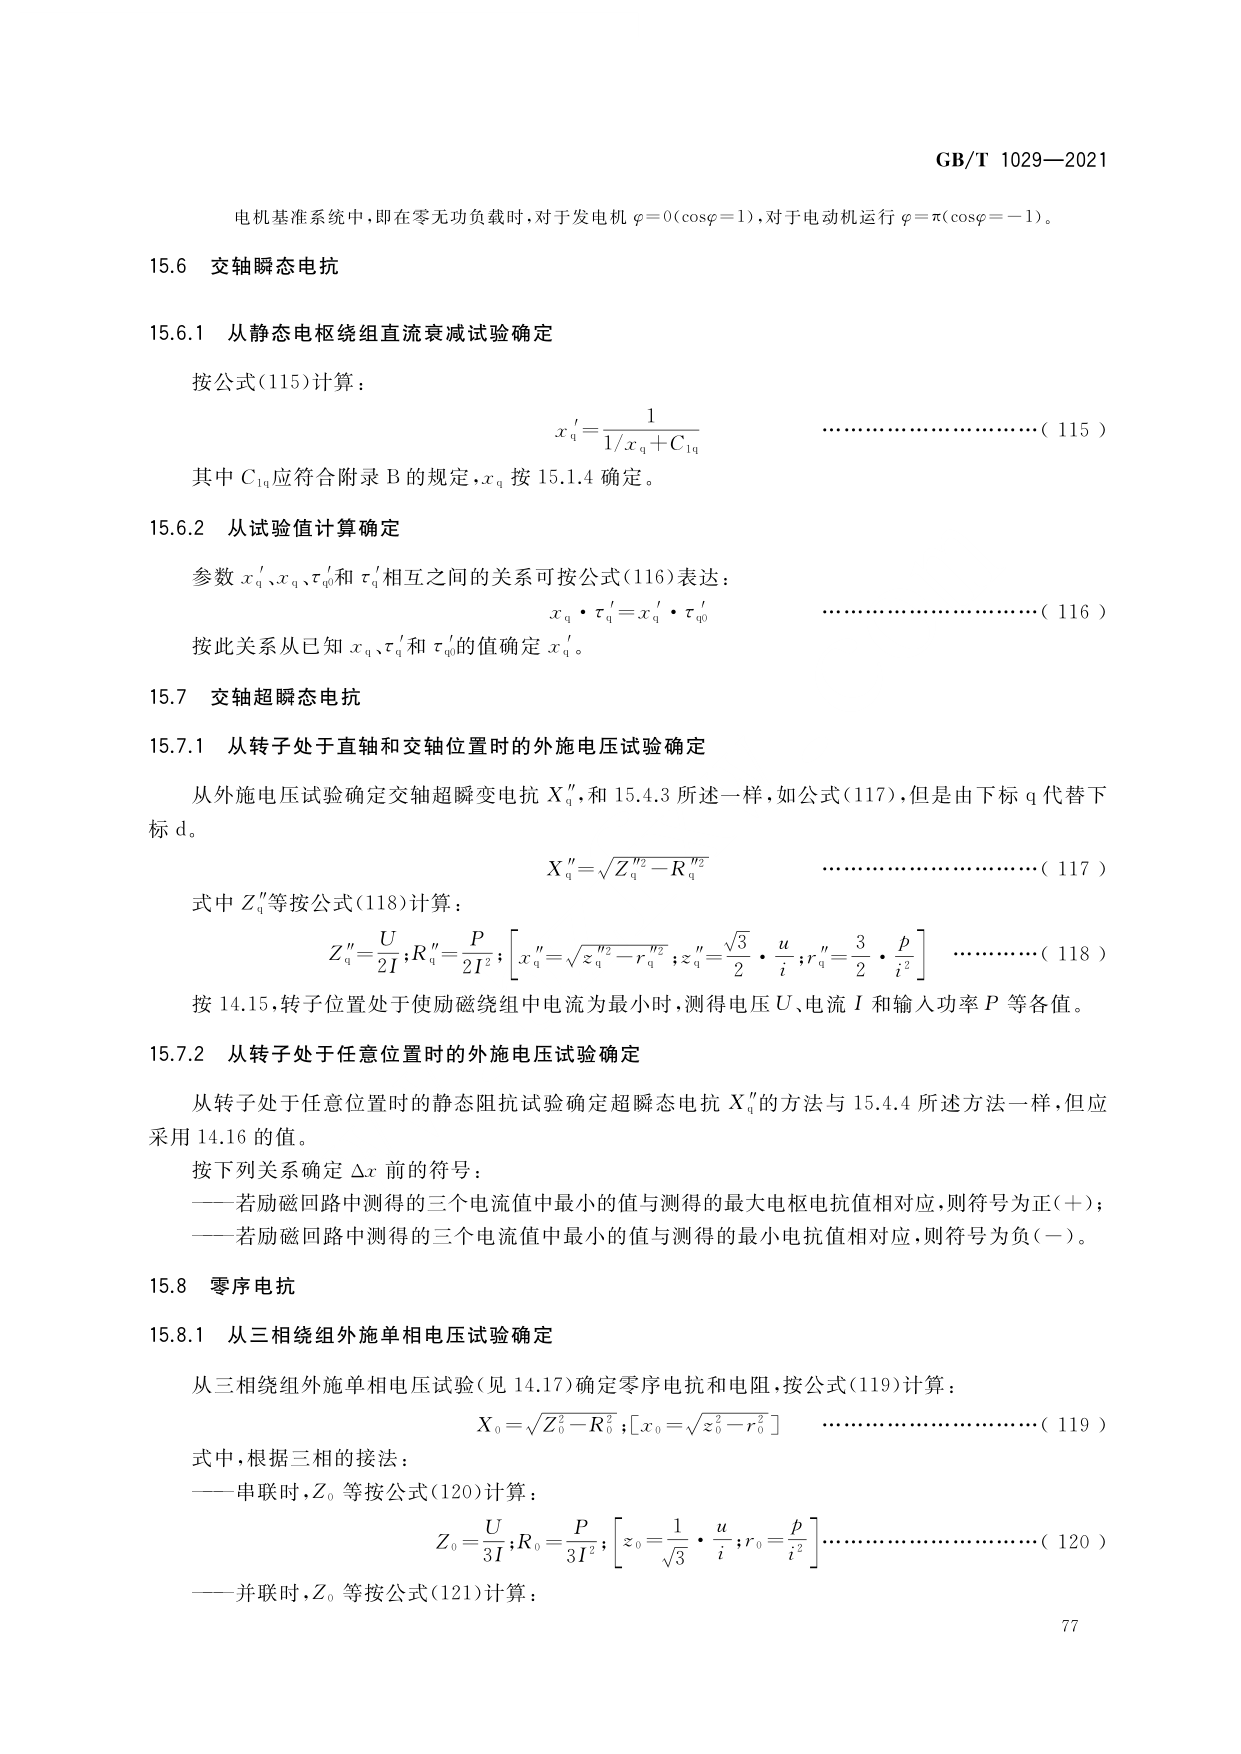 GB/T 1029—2021
电机基准系统中,即在零无功负载时,对于发电机 φ=0(cosφ=1),对于电动机运行 φ=π(cosφ=−1)。
15.6 交轴瞬态电抗
15.6.1 从静态电枢绕组直流衰减试验确定
按公式(115)计算:
x_q′=1/(1/x_q+C_1q) …………………………( 115 )
其中 C_1q应符合附录 B 的规定,x_q 按 15.1.4 确定。
15.6.2 从试验值计算确定
参数 x_q′、x_q、τ_q0′和 τ_q′相互之间的关系可按公式(116)表达:
x_q·τ_q′=x_q′·τ_q0′ …………………………( 116 )
按此关系从已知 x_q、τ_q′和 τ_q0′的值确定 x_q′。
15.7 交轴超瞬态电抗
15.7.1 从转子处于直轴和交轴位置时的外施电压试验确定
从外施电压试验确定交轴超瞬变电抗 X_q″,和 15.4.3 所述一样,如公式(117),但是由下标 q 代替下
标 d。
X_q″=√(Z_q″²−R_q″²) …………………………( 117 )
式中 Z_q″等按公式(118)计算:
Z_q″=U/2I;R_q″=P/2I²;[x_q″=√(z_q″²−r_q″²);z_q″=√3/2·u/i;r_q″=3/2·p/i²] …………( 118 )
按 14.15,转子位置处于使励磁绕组中电流为最小时,测得电压 U、电流 I 和输入功率 P 等各值。
15.7.2 从转子处于任意位置时的外施电压试验确定
从转子处于任意位置时的静态阻抗试验确定超瞬态电抗 X_q″的方法与 15.4.4 所述方法一样,但应
采用 14.16 的值。
按下列关系确定 Δx 前的符号:
——若励磁回路中测得的三个电流值中最小的值与测得的最大电枢电抗值相对应,则符号为正(+);
——若励磁回路中测得的三个电流值中最小的值与测得的最小电抗值相对应,则符号为负(−)。
15.8 零序电抗
15.8.1 从三相绕组外施单相电压试验确定
从三相绕组外施单相电压试验(见 14.17)确定零序电抗和电阻,按公式(119)计算:
X₀=√(Z₀²−R₀²);[x₀=√(z₀²−r₀²)] …………………………( 119 )
式中,根据三相的接法:
——串联时,Z₀ 等按公式(120)计算:
Z₀=U/3I;R₀=P/3I²;[z₀=1/√3·u/i;r₀=p/i²]…………………………( 120 )
——并联时,Z₀ 等按公式(121)计算:
77